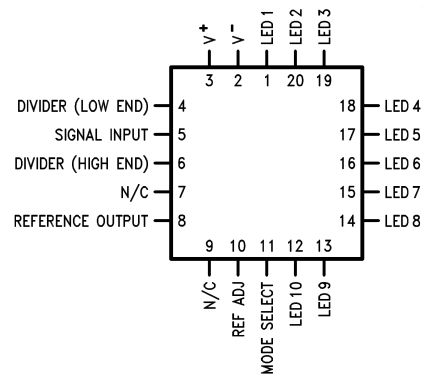 V+
V-
LED 1
LED 2
LED 3
3 2 1 20 19
DIVIDER (LOW END) 4
SIGNAL INPUT 5
DIVIDER (HIGH END) 6
N/C 7
REFERENCE OUTPUT 8
18 LED 4
17 LED 5
16 LED 6
15 LED 7
14 LED 8
9 10 11 12 13
N/C
REF ADJ
MODE SELECT
LED 10
LED 9